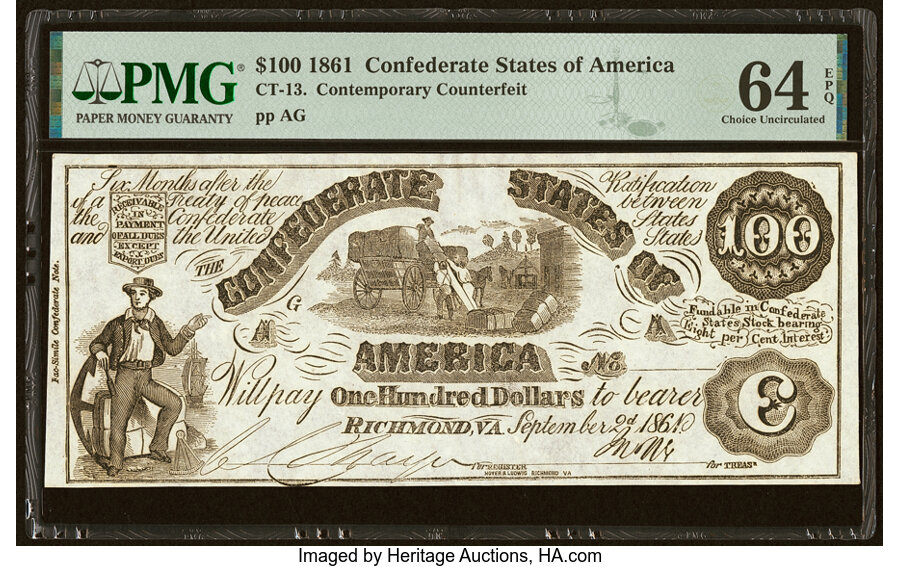 PMG®
PAPER MONEY GUARANTY
$100 1861 Confederate States of America
CT-13. Contemporary Counterfeit
pp AG
64 EPQ
Choice Uncirculated
Six Months after the Ratification
of a Treaty of peace between
the Confederate States
and the United States
RECEIVABLE
IN
PAYMENT
OF ALL DUES
EXCEPT
EXPORT DUES
THE
CONFEDERATE STATES OF
AMERICA
100
G
A
A
Fundable in Confederate
States Stock bearing
Eight per Cent. Interest
Fac-Simile Confederate Note.
No.
Will pay One Hundred Dollars to bearer
RICHMOND, VA September 2d 1861
C
for REGISTER
for TREASR
HOYER & LUDWIG RICHMOND VA
Imaged by Heritage Auctions, HA.com